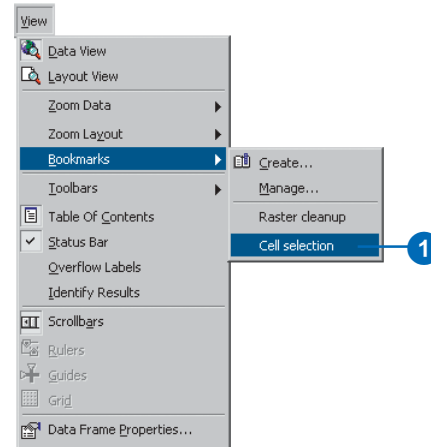 View
Data View
Layout View
Zoom Data
Zoom Layout
Bookmarks
Create...
Manage...
Toolbars
Raster cleanup
Table Of Contents
Status Bar
Cell selection
1
Overflow Labels
Identify Results
Scrollbars
Rulers
Guides
Grid
Data Frame Properties...